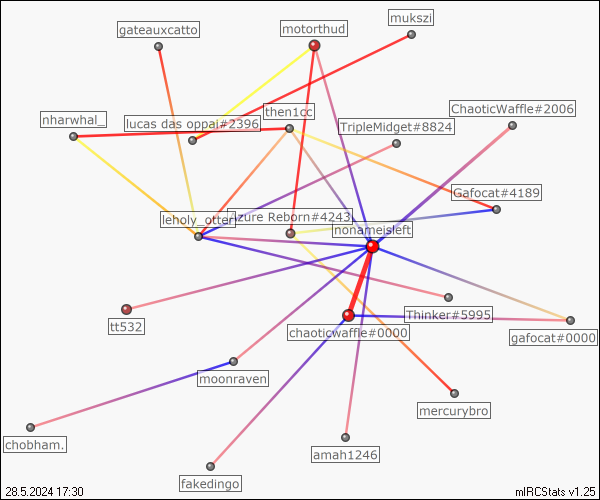 mukszi
gateauxcatto
motorthud
ChaoticWaffle#2006
then1cc
nharwhal_
lucas das oppai#2396
TripleMidget#8824
Gafocat#4189
leholy_otter
Azure Reborn#4243
nonameisleft
Thinker#5995
tt532
chaoticwaffle#0000
gafocat#0000
moonraven
mercurybro
chobham.
amah1246
fakedingo
28.5.2024 17:30
mIRCStats v1.25